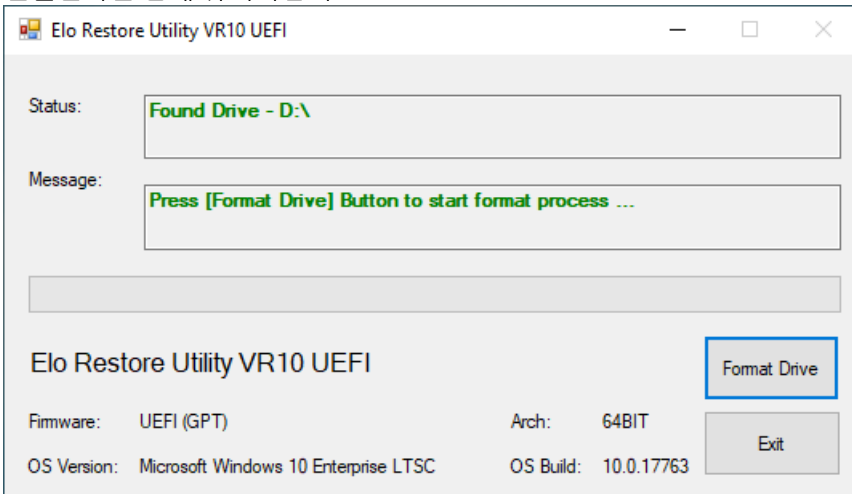 Elo Restore Utility VR10 UEFI
Status:
Found Drive - D:\
Message:
Press [Format Drive] Button to start format process ...
Elo Restore Utility VR10 UEFI
Format Drive
Firmware: UEFI (GPT) Arch: 64BIT
Exit
OS Version: Microsoft Windows 10 Enterprise LTSC OS Build: 10.0.17763